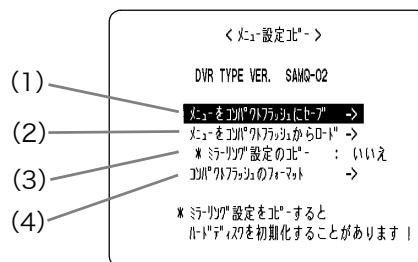 < ﾒﾆｭｰ設定ｺﾋﾟｰ >
DVR TYPE VER. SAMQ-02
(1) ﾒﾆｭｰをｺﾝﾊﾟｸﾄﾌﾗｯｼｭにｾｰﾌﾞ ->
(2) ﾒﾆｭｰをｺﾝﾊﾟｸﾄﾌﾗｯｼｭからﾛｰﾄﾞ ->
(3) * ﾐﾗｰﾘﾝｸﾞ設定のｺﾋﾟｰ : いいえ
(4) ｺﾝﾊﾟｸﾄﾌﾗｯｼｭのﾌｫｰﾏｯﾄ ->
* ﾐﾗｰﾘﾝｸﾞ設定をｺﾋﾟｰすると
ﾊｰﾄﾞﾃﾞｨｽｸを初期化することがあります !